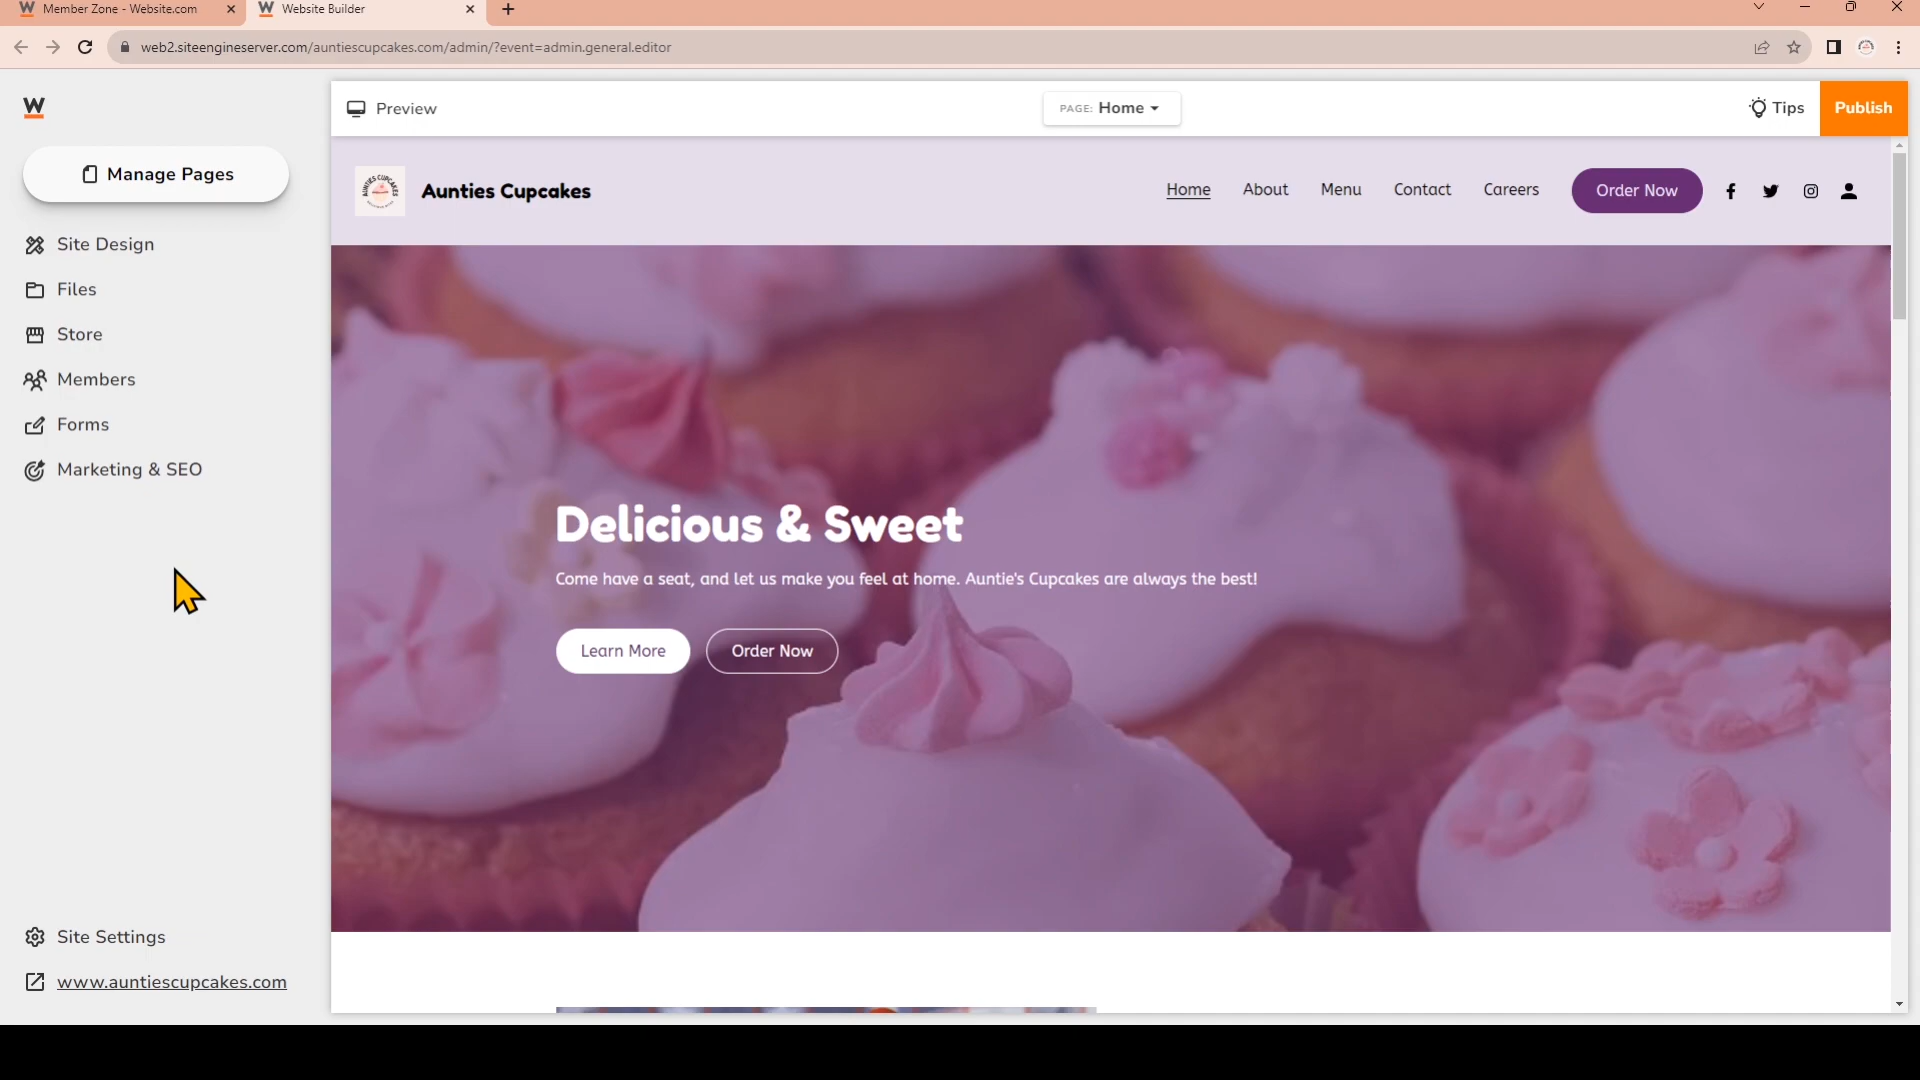 Member Zone - Website.com
Website Builder
web2.siteengineserver.com/auntiescupcakes.com/admin/?event=admin.general.editor
W
Manage Pages
Site Design
Files
Store
Members
Forms
Marketing & SEO
Site Settings
www.auntiescupcakes.com
Preview
PAGE: Home
Tips
Publish
AUNTIES CUPCAKES
Aunties Cupcakes
Home
About
Menu
Contact
Careers
Order Now
Delicious & Sweet
Come have a seat, and let us make you feel at home. Auntie's Cupcakes are always the best!
Learn More
Order Now